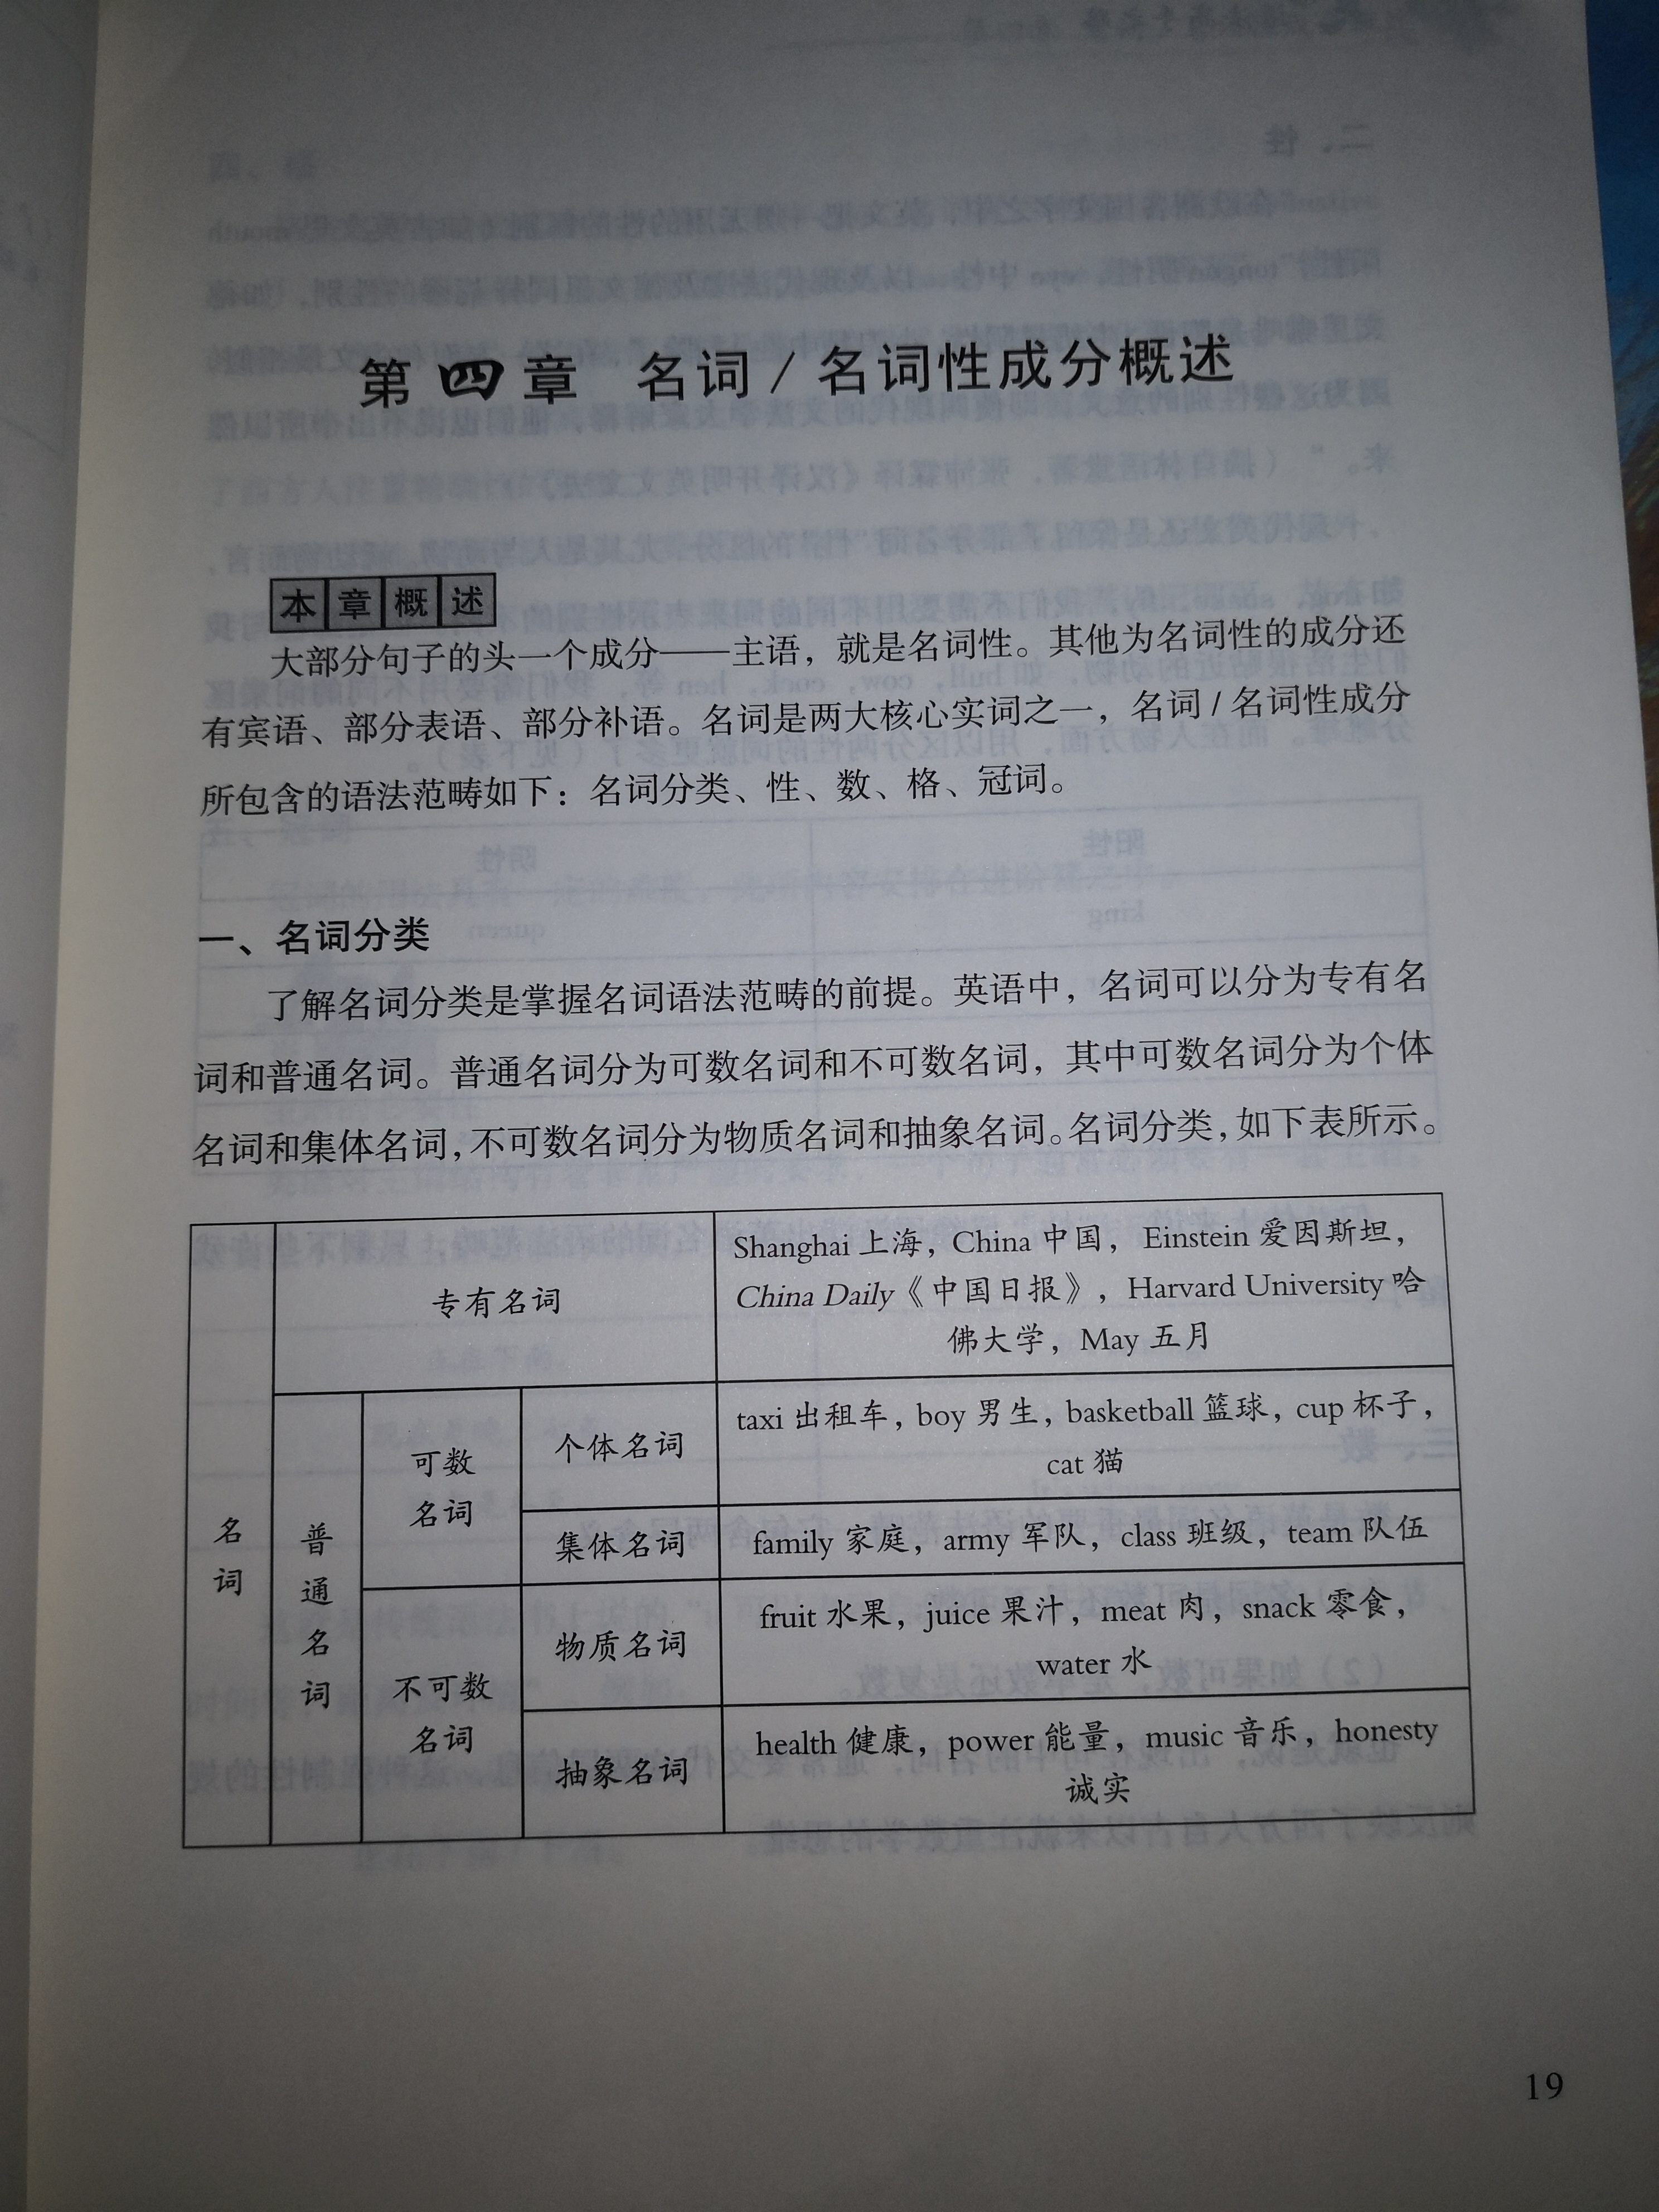 第四章 名词/名词性成分概述
本章概述
大部分句子的头一个成分——主语，就是名词性。其他为名词性的成分还
有宾语、部分表语、部分补语。名词是两大核心实词之一，名词/名词性成分
所包含的语法范畴如下：名词分类、性、数、格、冠词。
一、名词分类
了解名词分类是掌握名词语法范畴的前提。英语中，名词可以分为专有名
词和普通名词。普通名词分为可数名词和不可数名词，其中可数名词分为个体
名词和集体名词，不可数名词分为物质名词和抽象名词。名词分类，如下表所示。
名词
专有名词
Shanghai 上海，China 中国，Einstein 爱因斯坦，
China Daily《中国日报》，Harvard University 哈
佛大学，May 五月
普通名词
可数
名词
个体名词
taxi 出租车，boy 男生，basketball 篮球，cup 杯子，
cat 猫
集体名词
family 家庭，army 军队，class 班级，team 队伍
不可数
名词
物质名词
fruit 水果，juice 果汁，meat 肉，snack 零食，
water 水
抽象名词
health 健康，power 能量，music 音乐，honesty
诚实
19